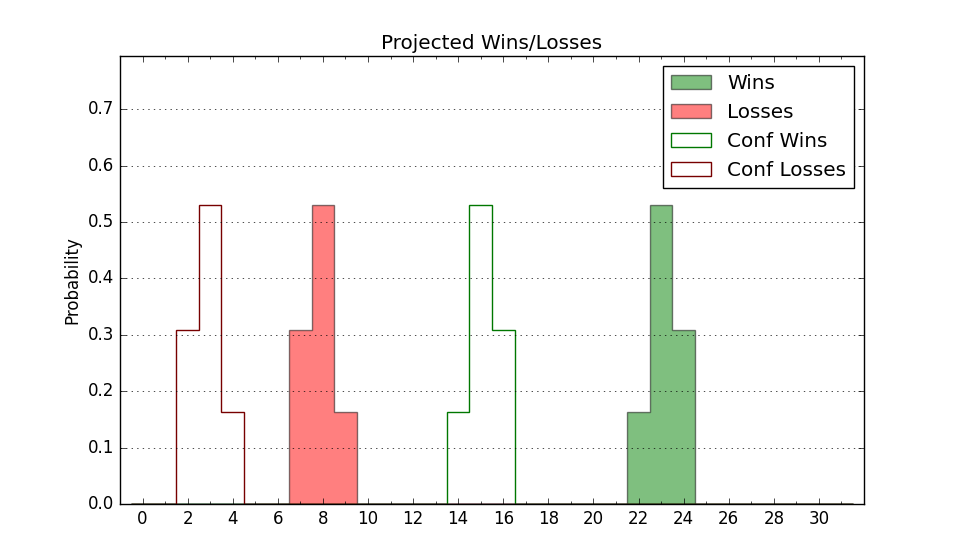 Projected Wins/Losses
Wins
Losses
Conf Wins
Conf Losses
Probability
0.7
0.6
0.5
0.4
0.3
0.2
0.1
0.0
0 2 4 6 8 10 12 14 16 18 20 22 24 26 28 30